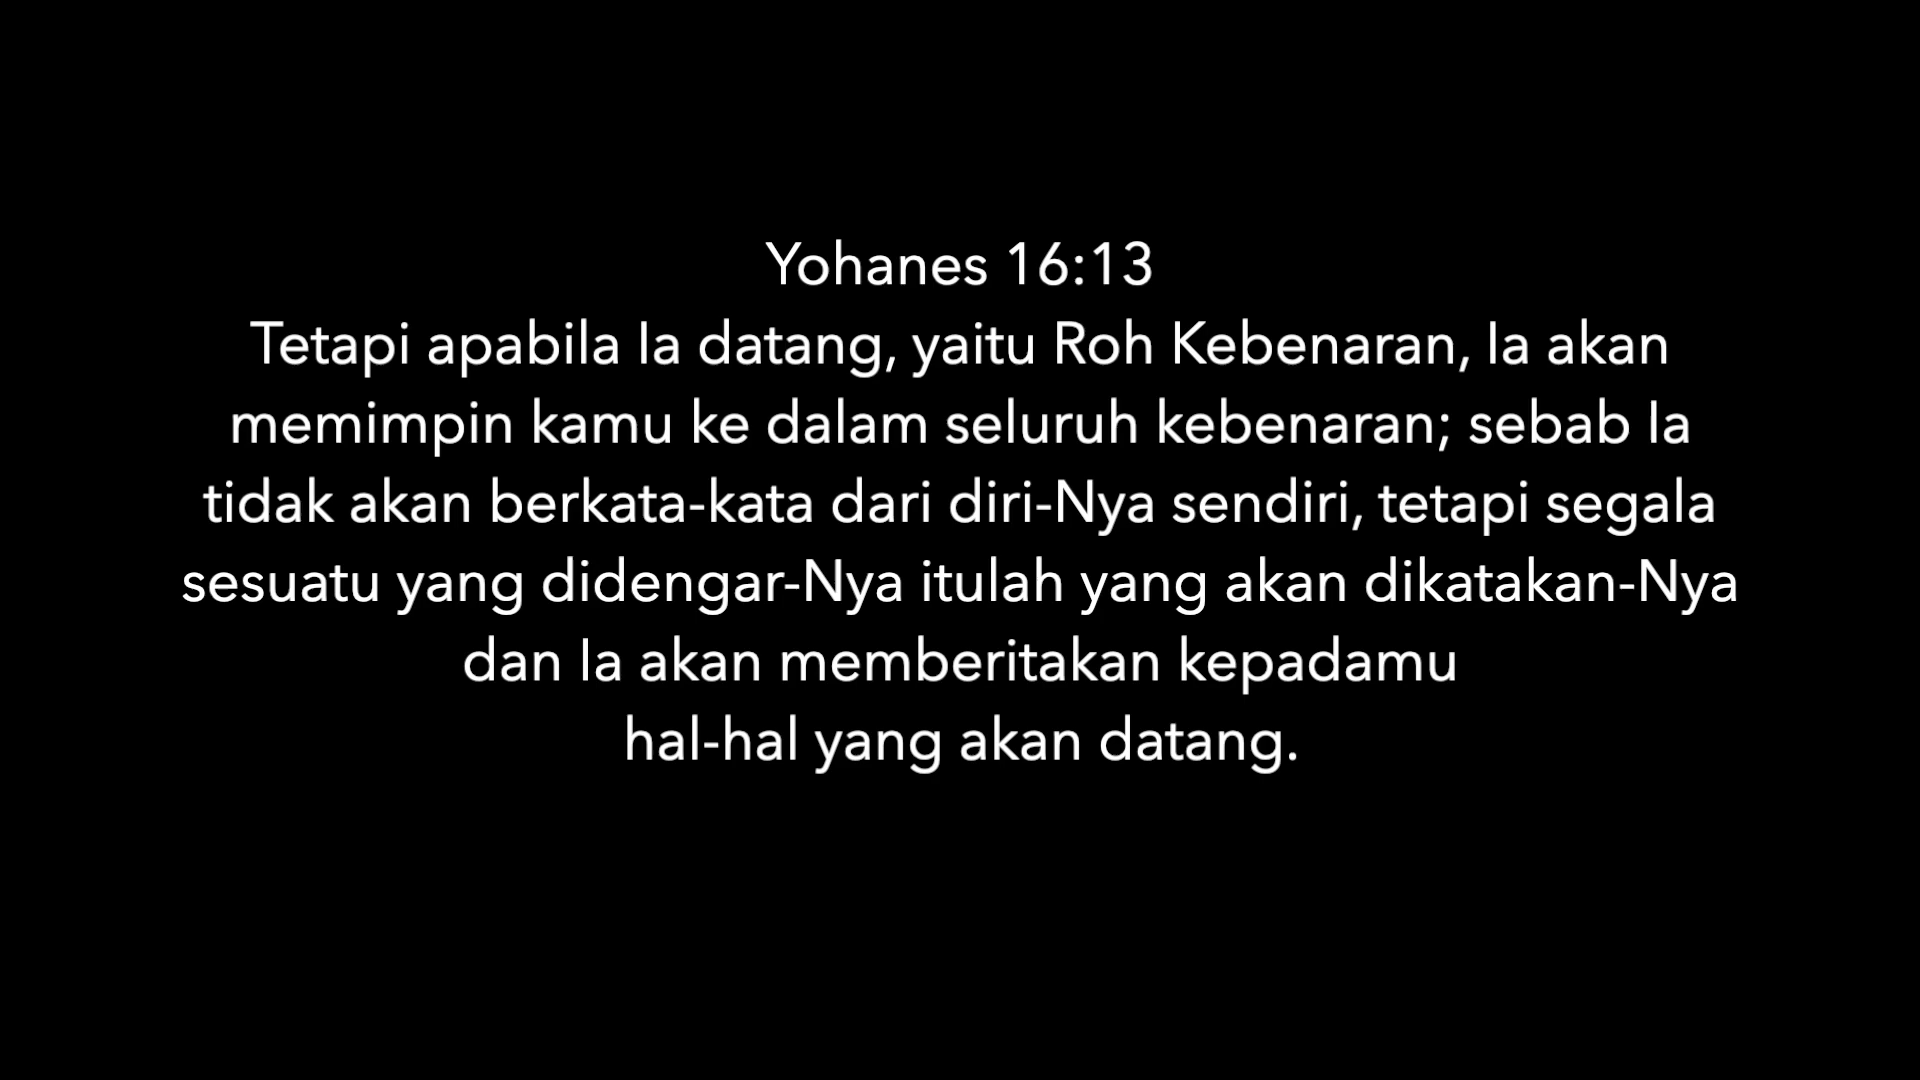 Yohanes 16:13
Tetapi apabila Ia datang, yaitu Roh Kebenaran, Ia akan
memimpin kamu ke dalam seluruh kebenaran; sebab Ia
tidak akan berkata-kata dari diri-Nya sendiri, tetapi segala
sesuatu yang didengar-Nya itulah yang akan dikatakan-Nya
dan Ia akan memberitakan kepadamu
hal-hal yang akan datang.